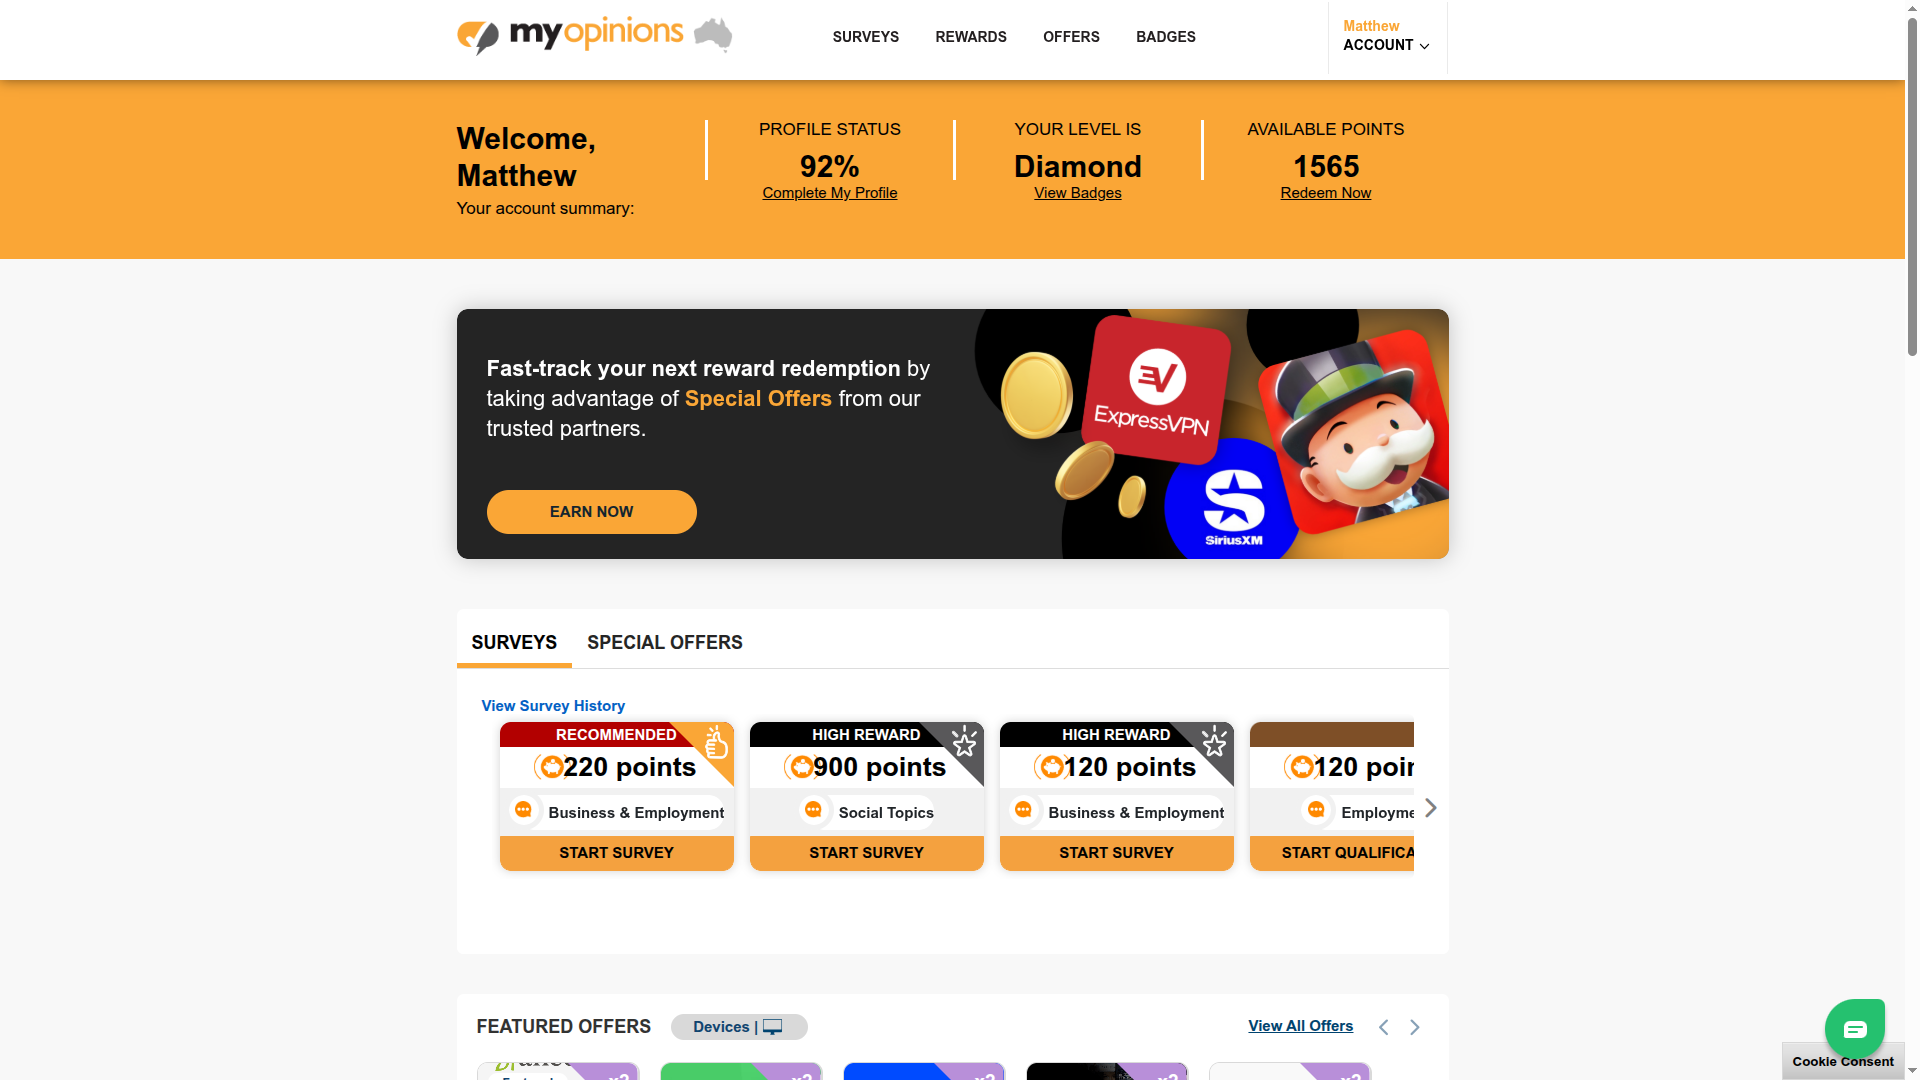 myopinions
SURVEYS
REWARDS
OFFERS
BADGES
Matthew
ACCOUNT
Welcome,
Matthew
Your account summary:
PROFILE STATUS
92%
Complete My Profile
YOUR LEVEL IS
Diamond
View Badges
AVAILABLE POINTS
1565
Redeem Now
Fast-track your next reward redemption by
taking advantage of Special Offers from our
trusted partners.
EARN NOW
ExpressVPN
SiriusXM
SURVEYS
SPECIAL OFFERS
View Survey History
RECOMMENDED
220 points
Business & Employment
START SURVEY
HIGH REWARD
900 points
Social Topics
START SURVEY
HIGH REWARD
120 points
Business & Employment
START SURVEY
120 poin
Employme
START QUALIFICA
FEATURED OFFERS
Devices |
View All Offers
Cookie Consent